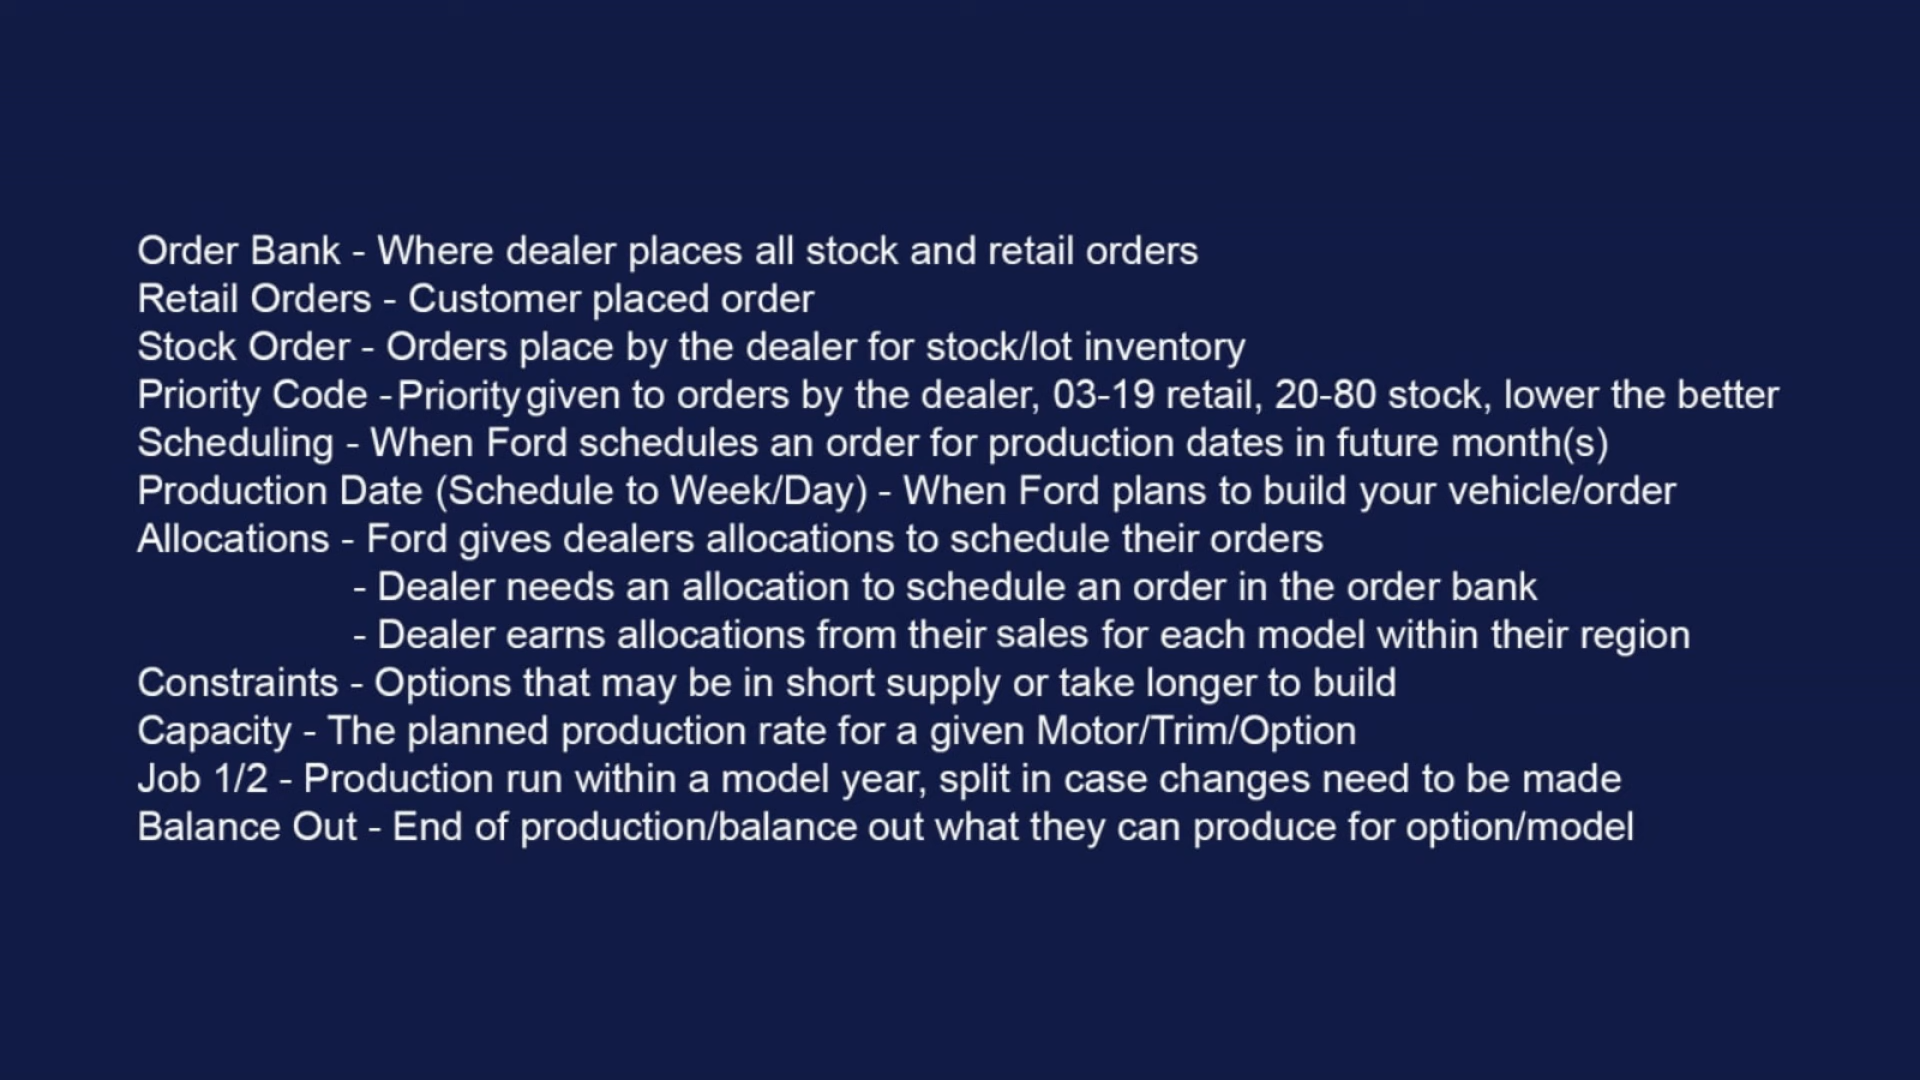 Order Bank - Where dealer places all stock and retail orders
Retail Orders - Customer placed order
Stock Order - Orders place by the dealer for stock/lot inventory
Priority Code - Priority given to orders by the dealer, 03-19 retail, 20-80 stock, lower the better
Scheduling - When Ford schedules an order for production dates in future month(s)
Production Date (Schedule to Week/Day) - When Ford plans to build your vehicle/order
Allocations - Ford gives dealers allocations to schedule their orders
- Dealer needs an allocation to schedule an order in the order bank
- Dealer earns allocations from their sales for each model within their region
Constraints - Options that may be in short supply or take longer to build
Capacity - The planned production rate for a given Motor/Trim/Option
Job 1/2 - Production run within a model year, split in case changes need to be made
Balance Out - End of production/balance out what they can produce for option/model